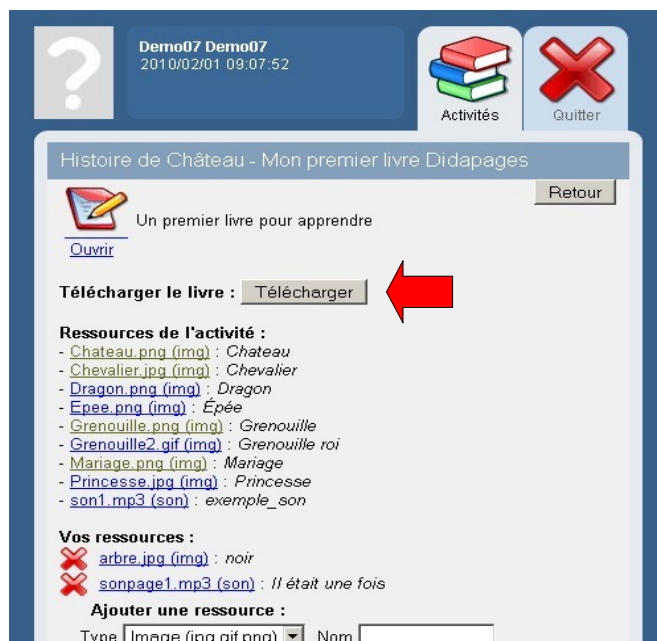 Demo07 Demo07
2010/02/01 09:07:52
Activités
Quitter
Histoire de Château - Mon premier livre Didapages
Retour
Un premier livre pour apprendre
Ouvrir
Télécharger le livre : Télécharger
Ressources de l'activité :
- Chateau.png (img) : Chateau
- Chevalier.jpg (img) : Chevalier
- Dragon.png (img) : Dragon
- Epee.png (img) : Épée
- Grenouille.png (img) : Grenouille
- Grenouille2.gif (img) : Grenouille roi
- Mariage.png (img) : Mariage
- Princesse.jpg (img) : Princesse
- son1.mp3 (son) : exemple_son
Vos ressources :
arbre.jpg (img) : noir
sonpage1.mp3 (son) : Il était une fois
Ajouter une ressource :
Type Image (jpg,gif,png) Nom